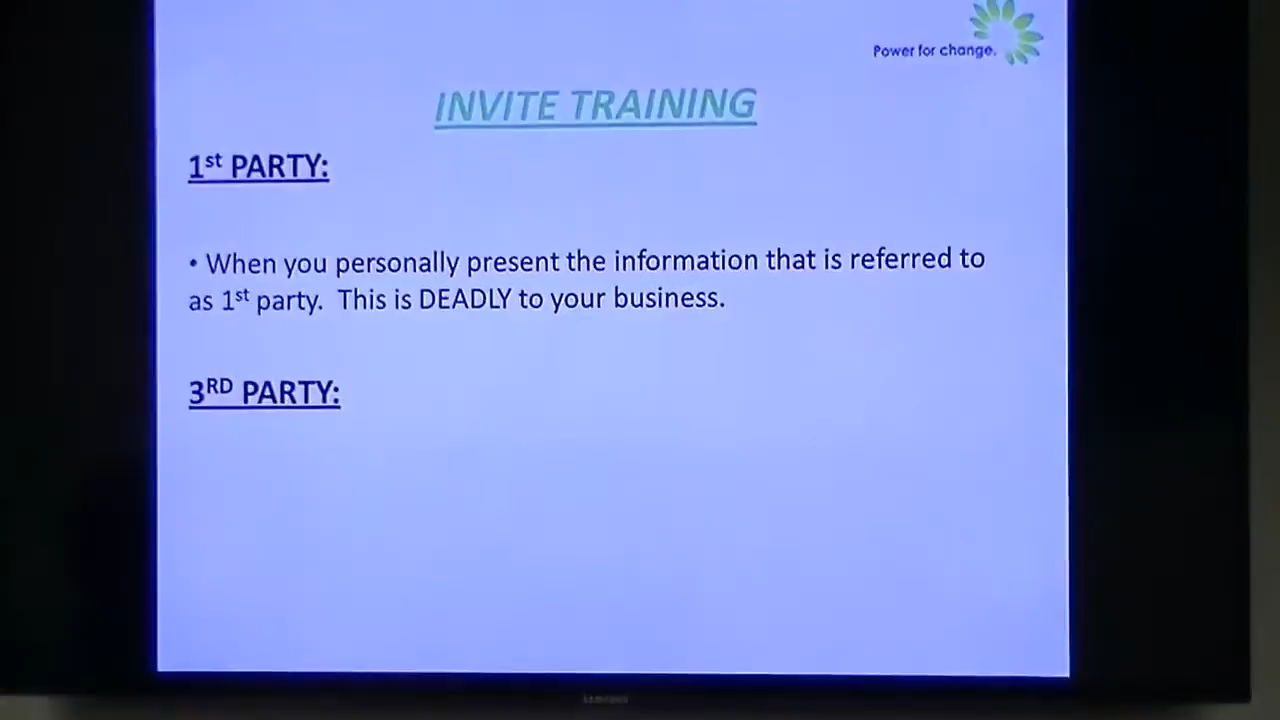 Power for change.
INVITE TRAINING
1st PARTY:
• When you personally present the information that is referred to
as 1st party. This is DEADLY to your business.
3RD PARTY:
SAMSUNG